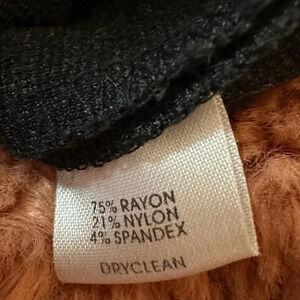 75% RAYON
21% NYLON
4% SPANDEX
DRYCLEAN